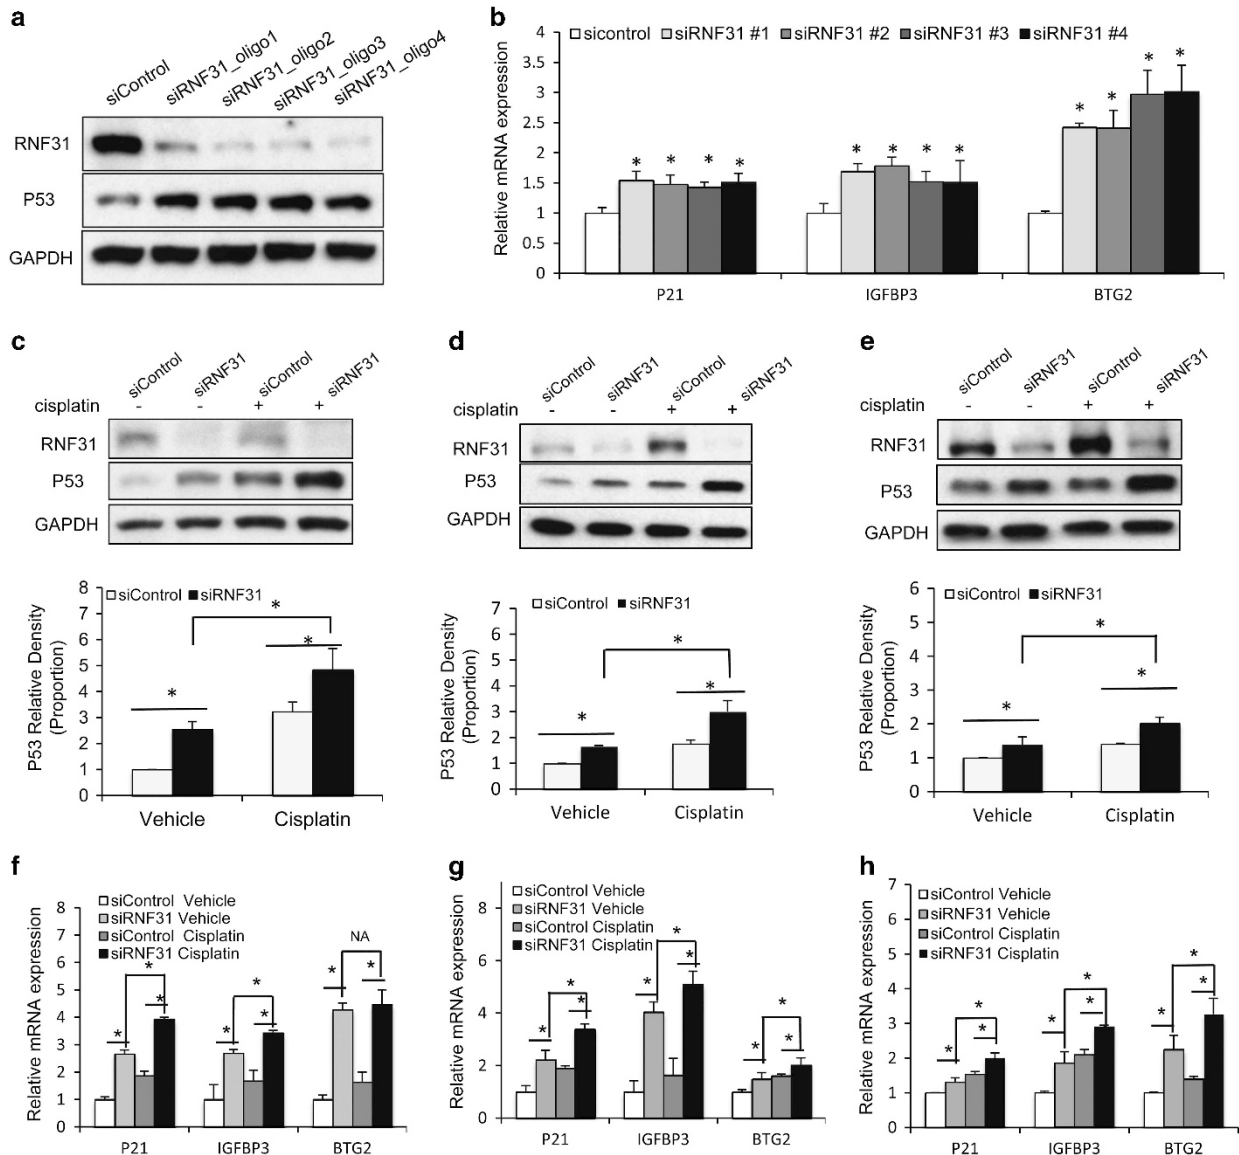 a
siControl
siRNF31_oligo1
siRNF31_oligo2
siRNF31_oligo3
siRNF31_oligo4
RNF31
P53
GAPDH
b
sicontrol siRNF31 #1 siRNF31 #2 siRNF31 #3 siRNF31 #4
Relative mRNA expression
4
3.5
3
2.5
2
1.5
1
0.5
0
* * * *
* * * *
* * * *
P21 IGFBP3 BTG2
c
siControl siRNF31 siControl siRNF31
cisplatin - - + +
RNF31
P53
GAPDH
siControl siRNF31
P53 Relative Density
(Proportion)
8
7
6
5
4
3
2
1
0
*
*
*
Vehicle Cisplatin
d
siControl siRNF31 siControl siRNF31
cisplatin - - + +
RNF31
P53
GAPDH
siControl siRNF31
P53 Relative Density
(Proportion)
7
6
5
4
3
2
1
0
*
*
*
Vehicle Cisplatin
e
siControl siRNF31 siControl siRNF31
cisplatin - - + +
RNF31
P53
GAPDH
siControl siRNF31
P53 Relative Density
(Proportion)
6
5
4
3
2
1
0
*
*
*
Vehicle Cisplatin
f
siControl Vehicle
siRNF31 Vehicle
siControl Cisplatin
siRNF31 Cisplatin
Relative mRNA expression
8
7
6
5
4
3
2
1
0
* * *
* * *
* NA *
P21 IGFBP3 BTG2
g
siControl Vehicle
siRNF31 Vehicle
siControl Cisplatin
siRNF31 Cisplatin
Relative mRNA expression
8
6
4
2
0
* * *
* * *
* * *
P21 IGFBP3 BTG2
h
siControl Vehicle
siRNF31 Vehicle
siControl Cisplatin
siRNF31 Cisplatin
Relative mRNA expression
7
6
5
4
3
2
1
0
* * *
* * *
* * *
P21 IGFBP3 BTG2